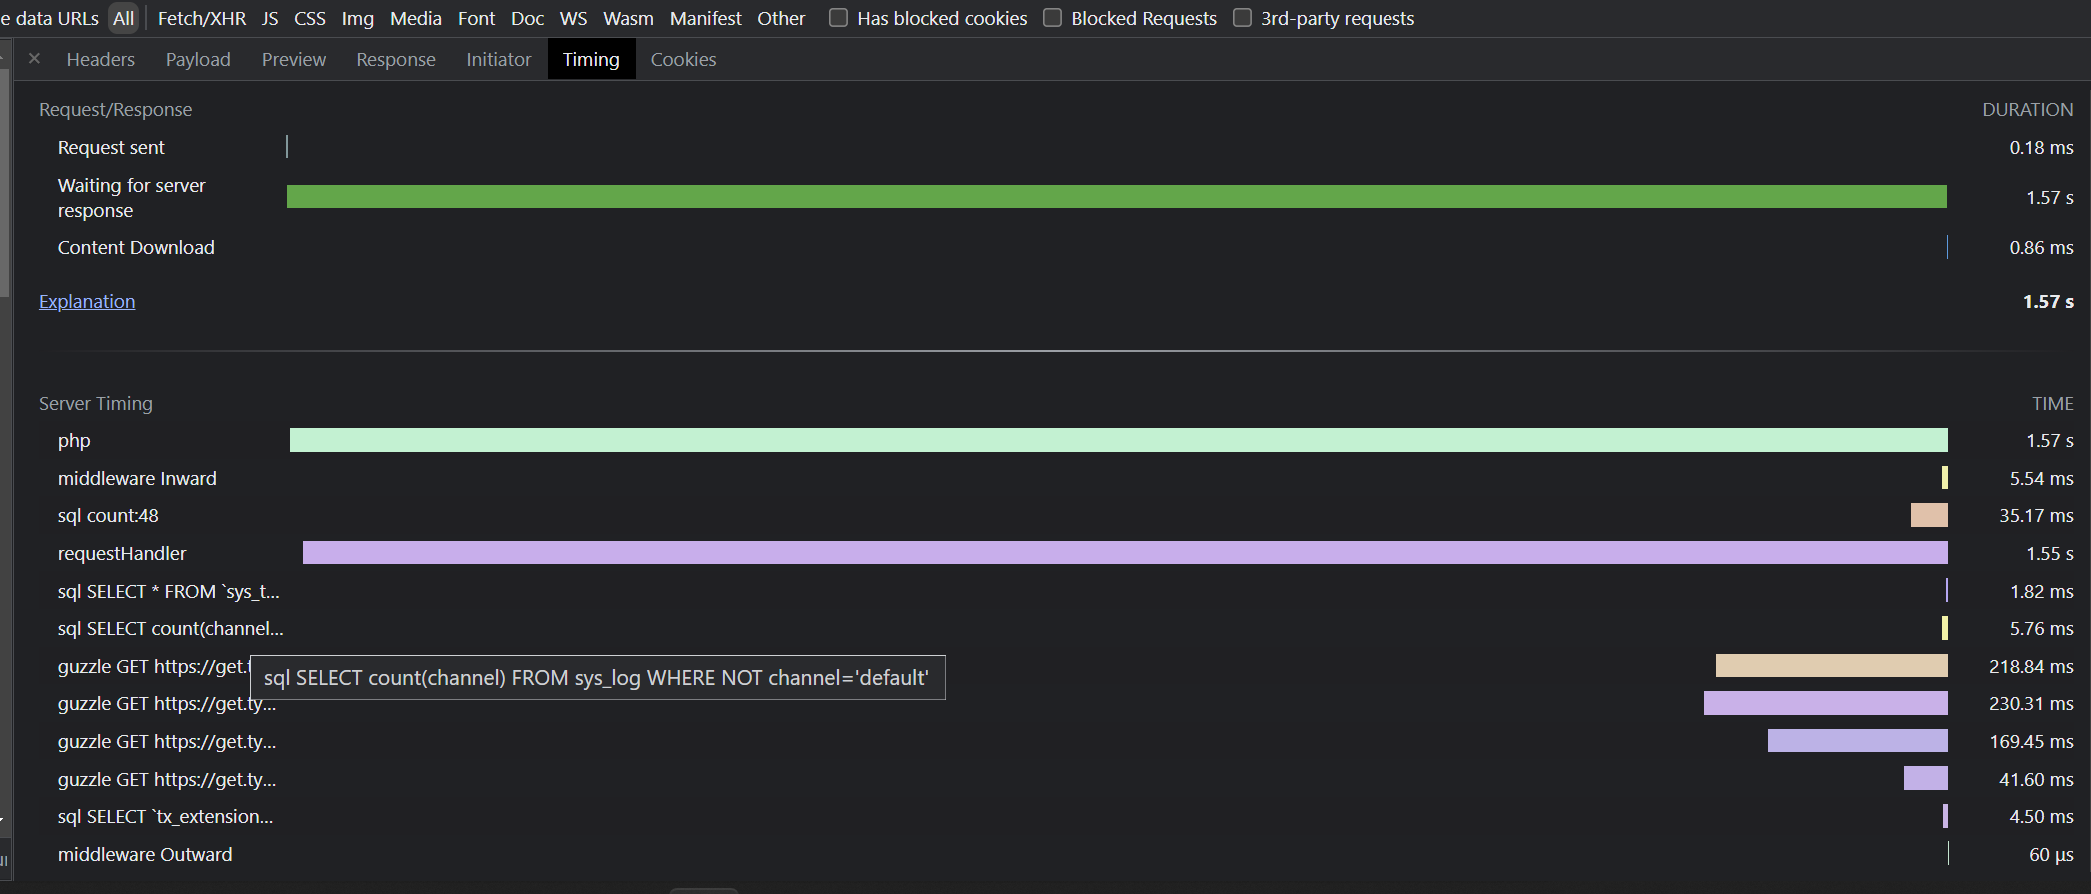 e data URLs All Fetch/XHR JS CSS Img Media Font Doc WS Wasm Manifest Other Has blocked cookies Blocked Requests 3rd-party requests
× Headers Payload Preview Response Initiator Timing Cookies
Request/Response DURATION
Request sent 0.18 ms
Waiting for server
response 1.57 s
Content Download 0.86 ms
Explanation 1.57 s
Server Timing TIME
php 1.57 s
middleware Inward 5.54 ms
sql count:48 35.17 ms
requestHandler 1.55 s
sql SELECT * FROM `sys_t... 1.82 ms
sql SELECT count(channel... 5.76 ms
guzzle GET https://get.t 218.84 ms
sql SELECT count(channel) FROM sys_log WHERE NOT channel='default'
guzzle GET https://get.ty... 230.31 ms
guzzle GET https://get.ty... 169.45 ms
guzzle GET https://get.ty... 41.60 ms
sql SELECT `tx_extension... 4.50 ms
middleware Outward 60 µs